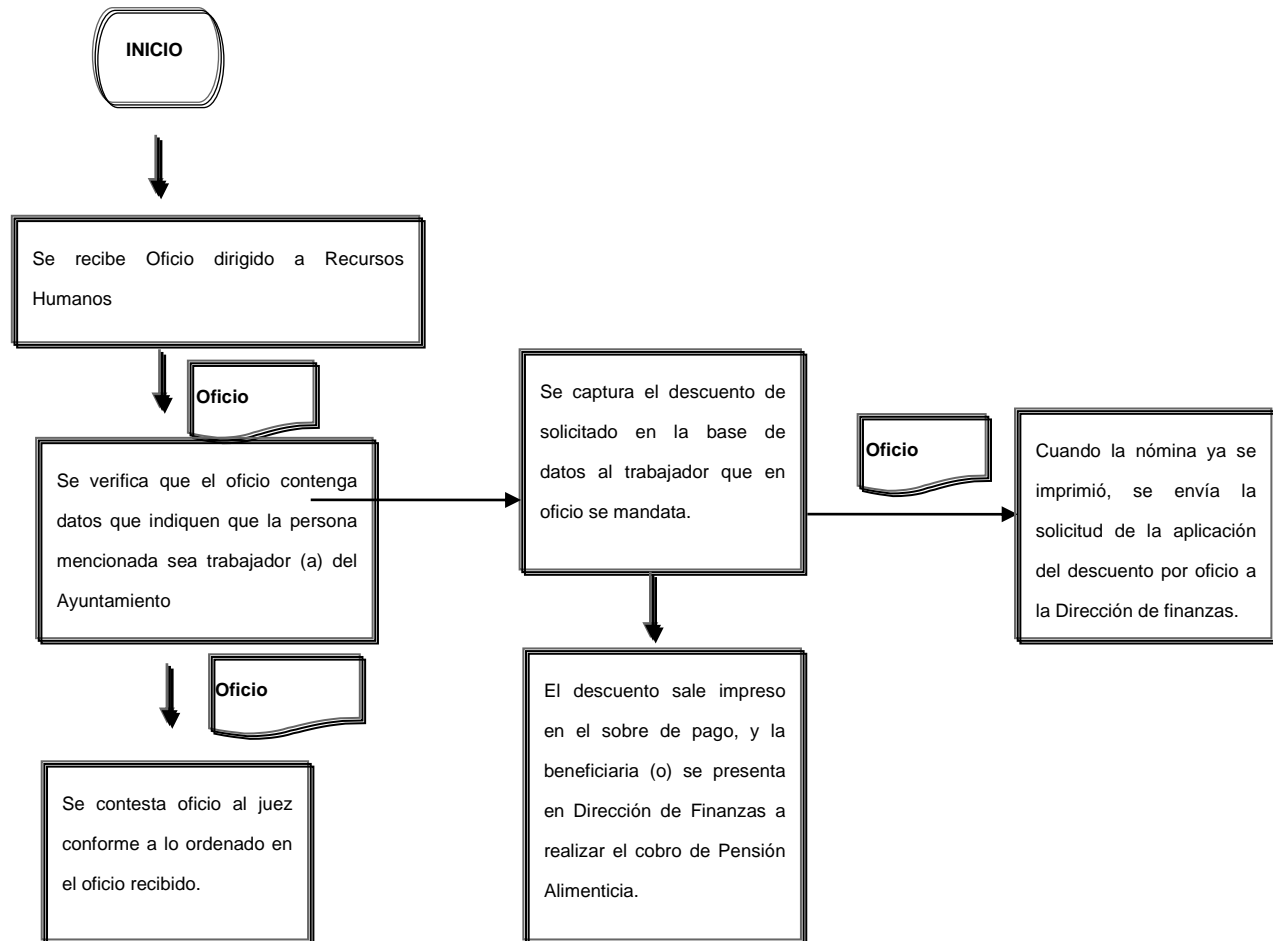 INICIO
Se recibe Oficio dirigido a Recursos
Humanos
Oficio
Se verifica que el oficio contenga
datos que indiquen que la persona
mencionada sea trabajador (a) del
Ayuntamiento
Oficio
Se contesta oficio al juez
conforme a lo ordenado en
el oficio recibido.
Se captura el descuento de
solicitado en la base de
datos al trabajador que en
oficio se mandata.
El descuento sale impreso
en el sobre de pago, y la
beneficiaria (o) se presenta
en Dirección de Finanzas a
realizar el cobro de Pensión
Alimenticia.
Oficio
Cuando la nómina ya se
imprimió, se envía la
solicitud de la aplicación
del descuento por oficio a
la Dirección de finanzas.